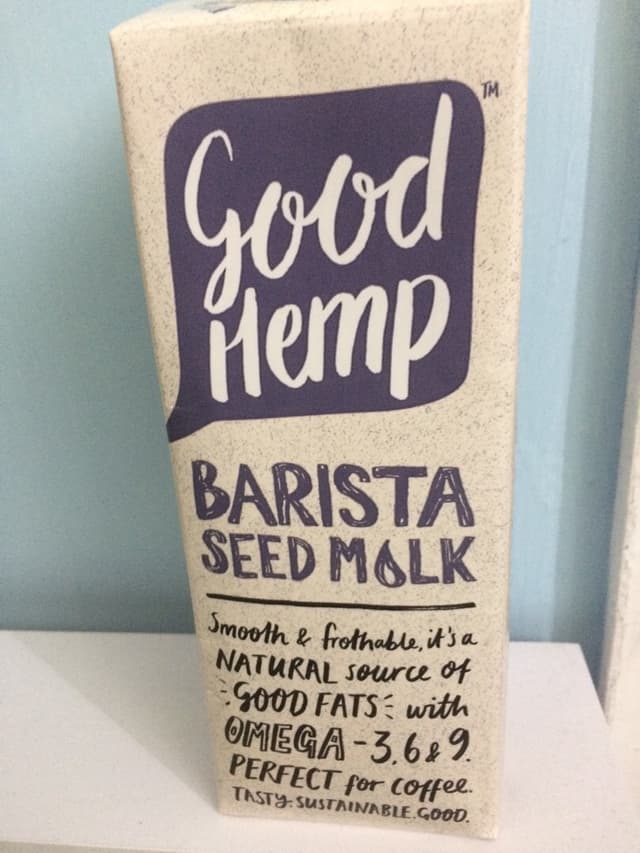 Good
Hemp
TM
BARISTA
SEED MILK
Smooth & frothable, it's a
NATURAL source of
GOOD FATS with
OMEGA-3,6 & 9.
PERFECT for coffee.
TASTY. SUSTAINABLE. GOOD.